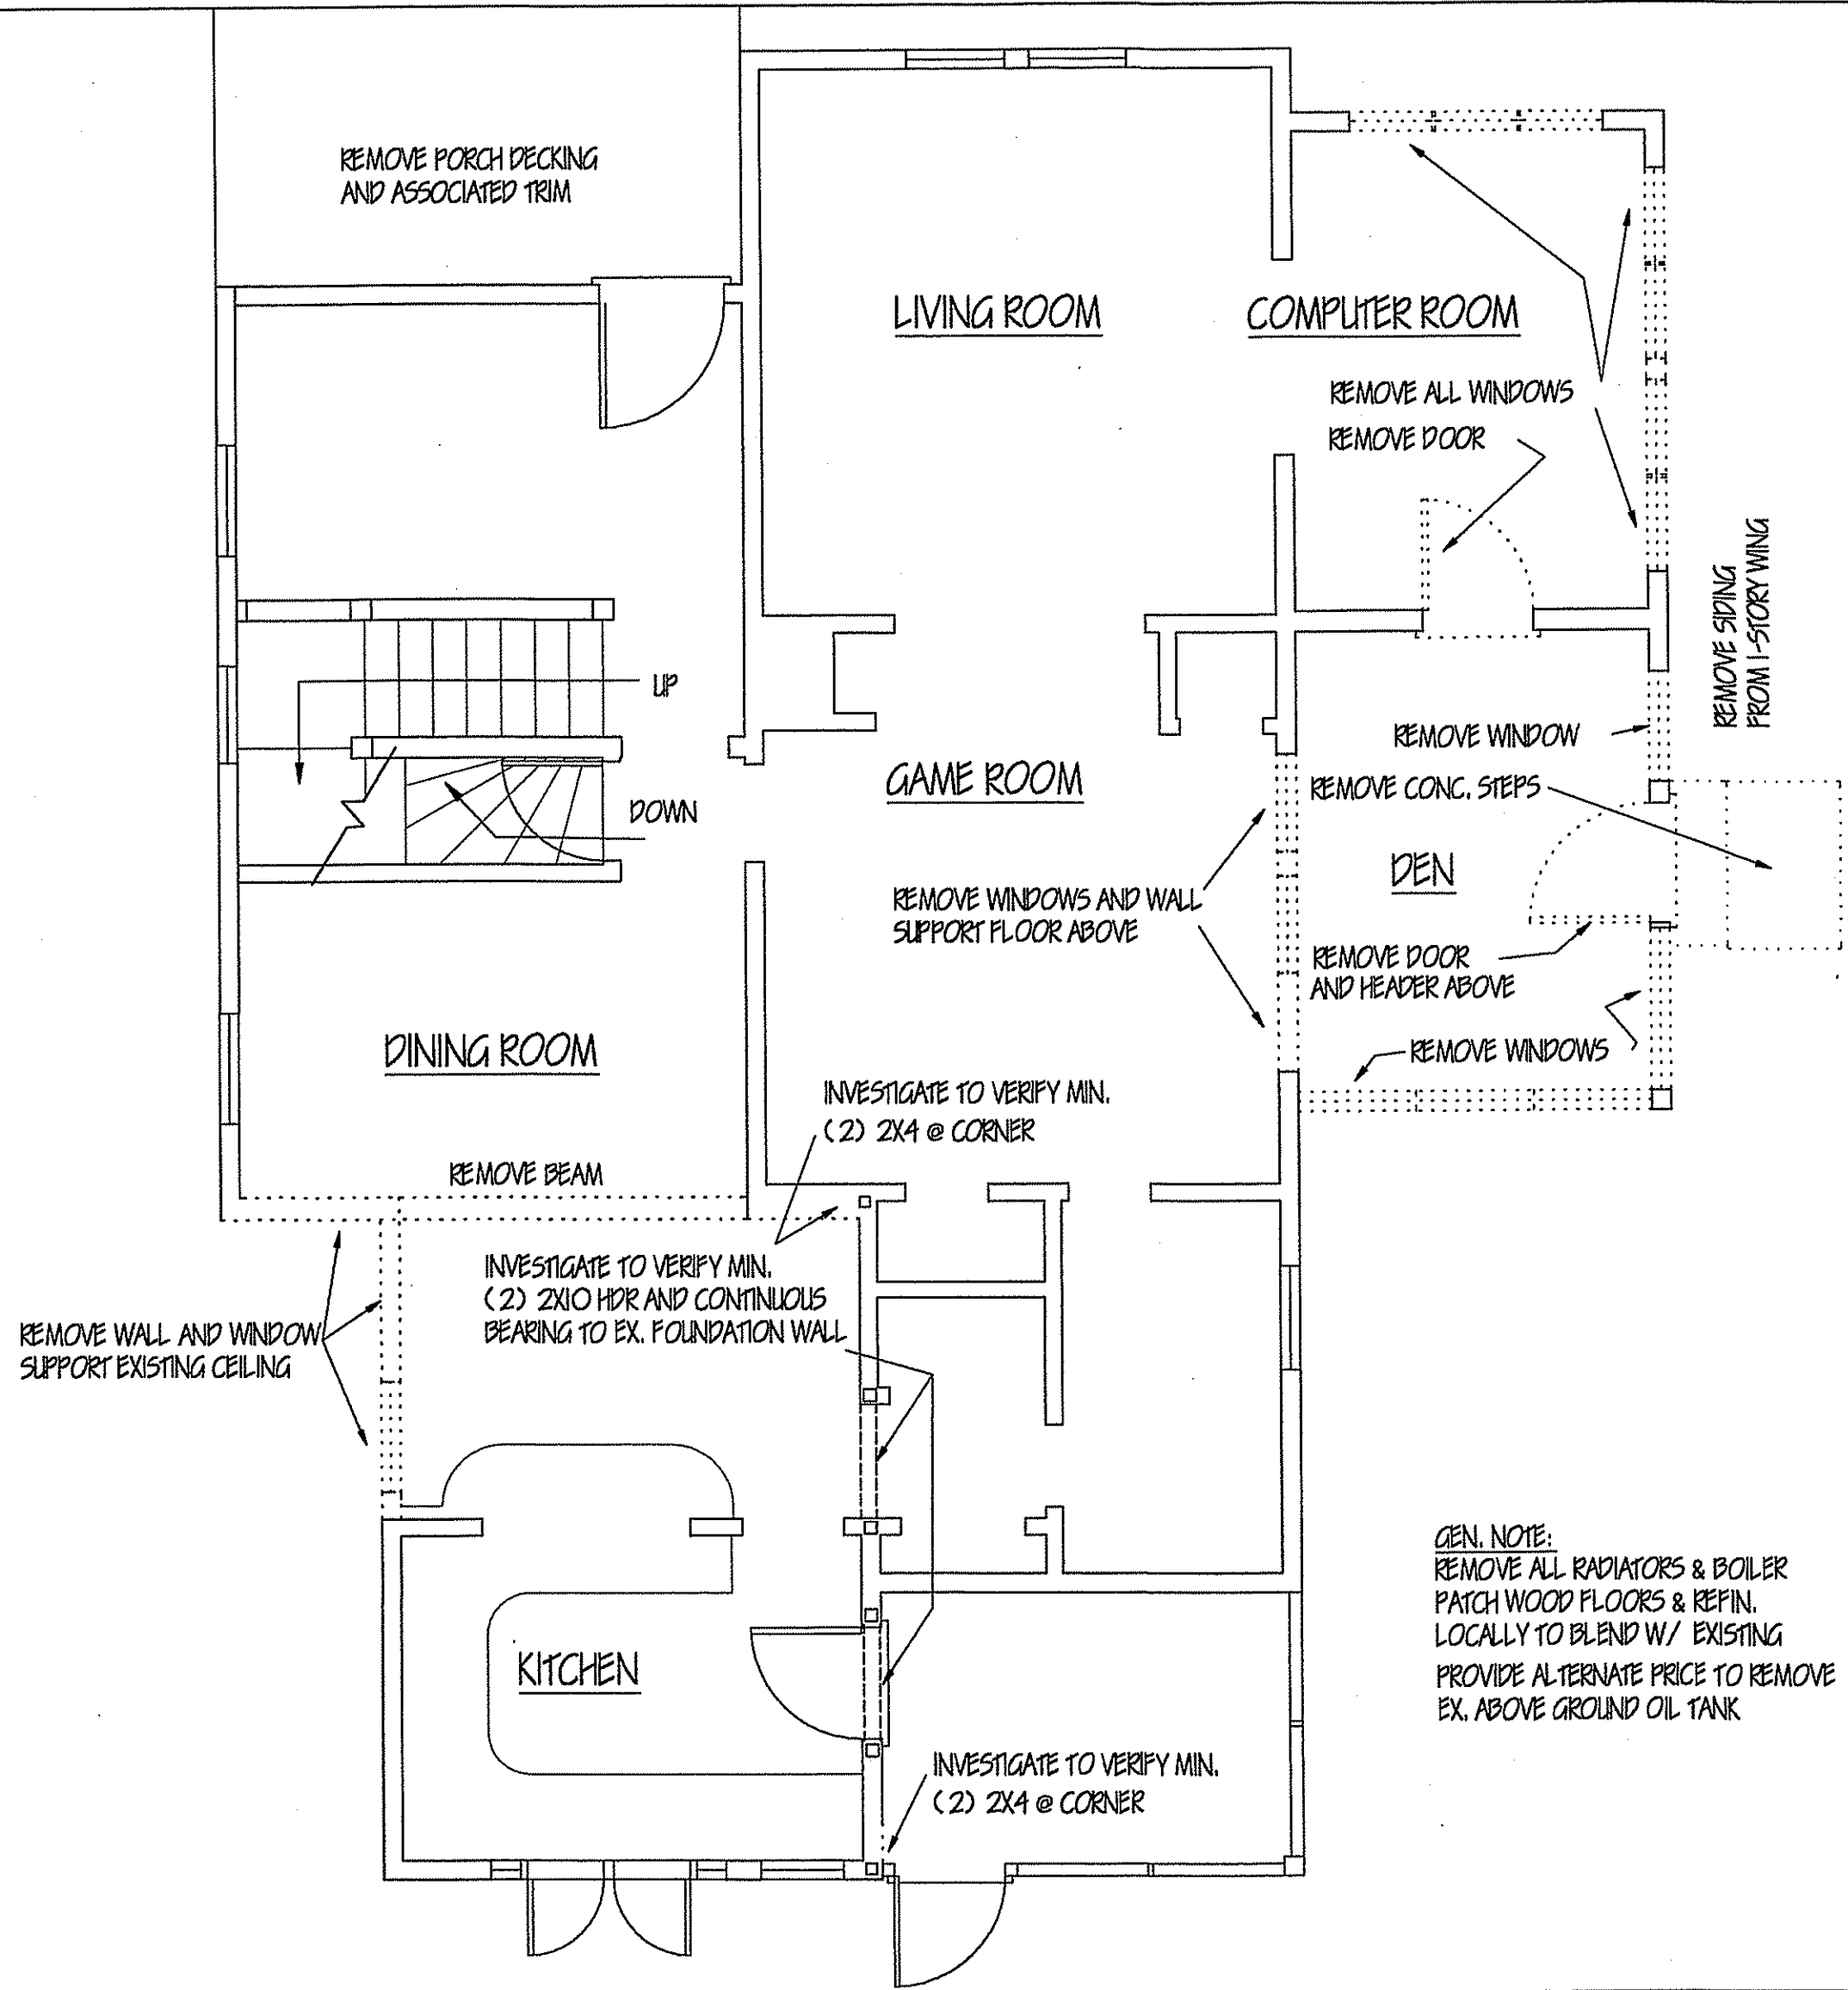 REMOVE PORCH DECKING
AND ASSOCIATED TRIM
LIVING ROOM
COMPUTER ROOM
REMOVE ALL WINDOWS
REMOVE DOOR
REMOVE SIDING
FROM 1-STORY WING
UP
DOWN
GAME ROOM
REMOVE WINDOW
REMOVE CONC. STEPS
DEN
REMOVE WINDOWS AND WALL
SUPPORT FLOOR ABOVE
REMOVE DOOR
AND HEADER ABOVE
REMOVE WINDOWS
DINING ROOM
INVESTIGATE TO VERIFY MIN.
(2) 2X4 @ CORNER
REMOVE BEAM
INVESTIGATE TO VERIFY MIN.
(2) 2X10 HDR AND CONTINUOUS
BEARING TO EX. FOUNDATION WALL
REMOVE WALL AND WINDOW
SUPPORT EXISTING CEILING
KITCHEN
INVESTIGATE TO VERIFY MIN.
(2) 2X4 @ CORNER
GEN. NOTE:
REMOVE ALL RADIATORS & BOILER
PATCH WOOD FLOORS & REFIN.
LOCALLY TO BLEND W/ EXISTING
PROVIDE ALTERNATE PRICE TO REMOVE
EX. ABOVE GROUND OIL TANK